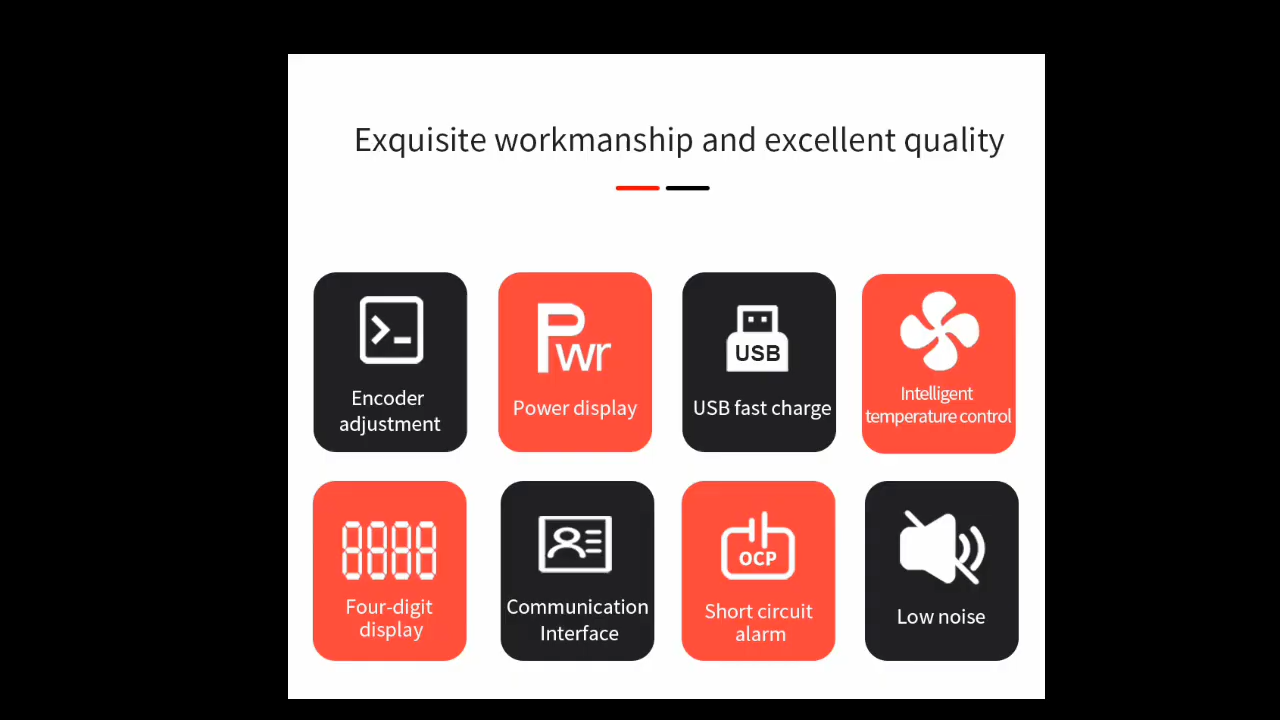 Exquisite workmanship and excellent quality
Encoder
adjustment
Pwr
Power display
USB
USB fast charge
Intelligent
temperature control
8888
Four-digit
display
Communication
Interface
OCP
Short circuit
alarm
Low noise